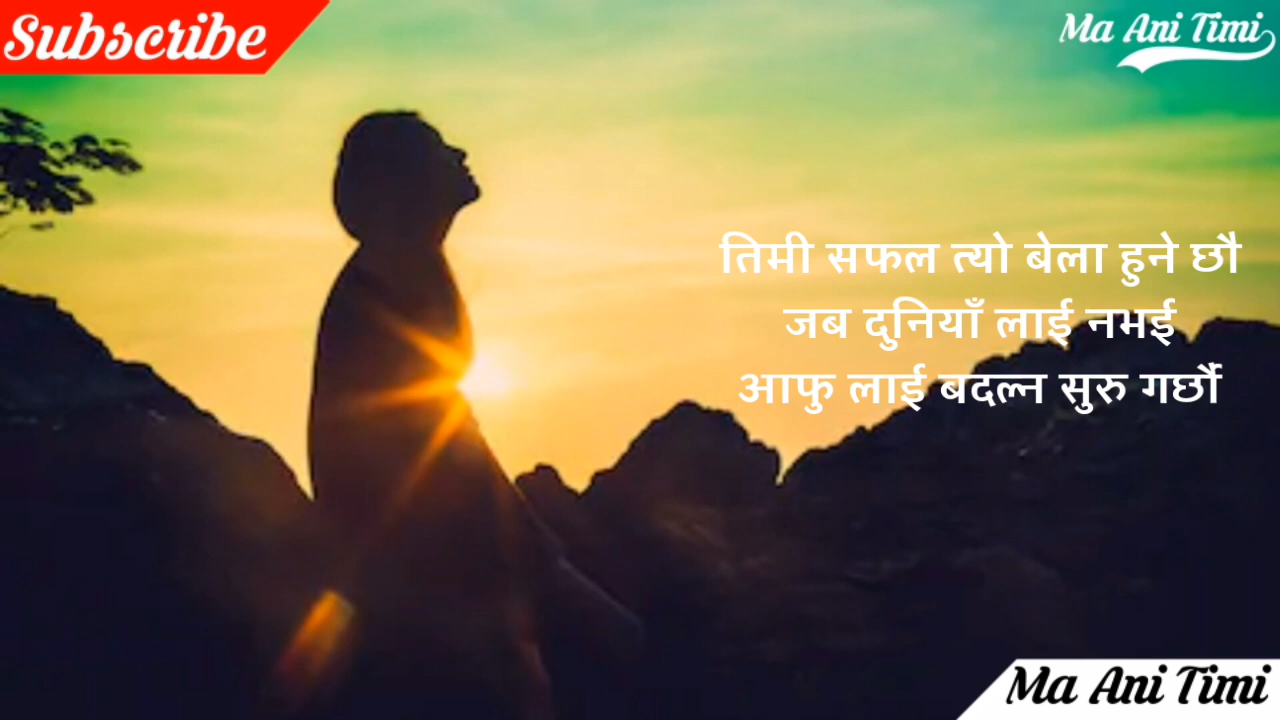 Subscribe
Ma Ani Timi
तिमी सफल त्यो बेला हुने छौ
जब दुनियाँ लाई नभई
आफु लाई बदल्न सुरु गर्छौ
Ma Ani Timi